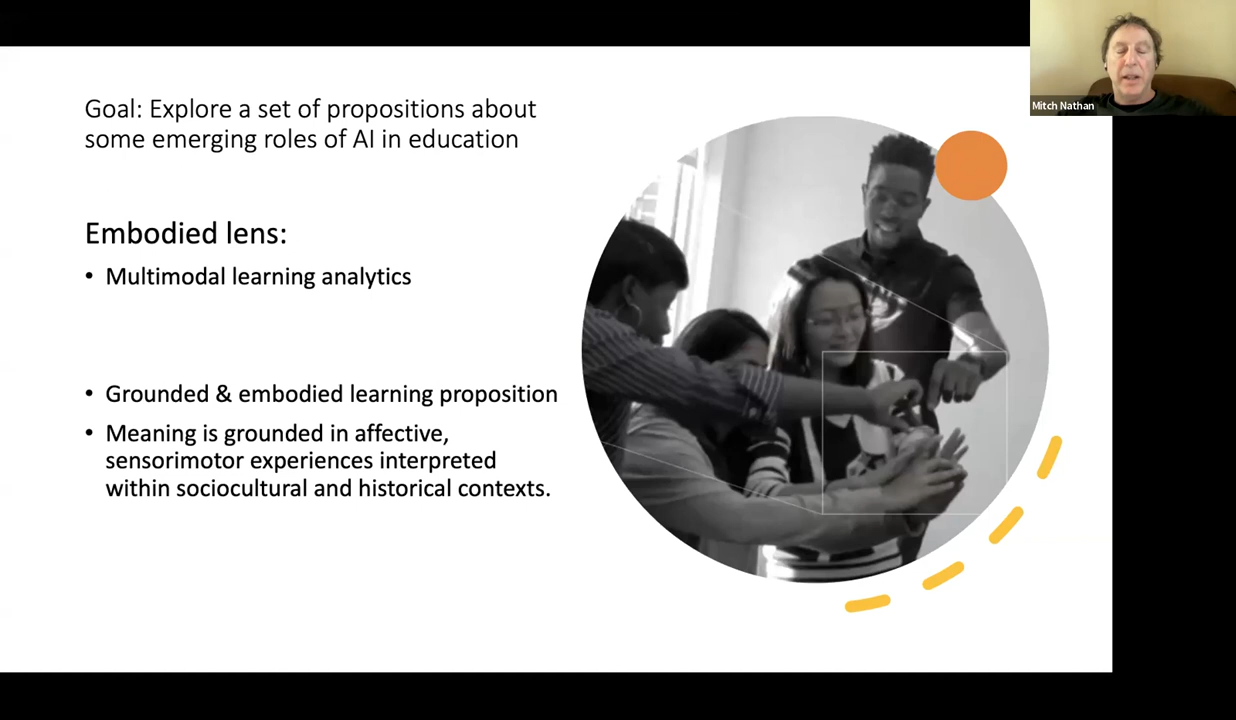 Goal: Explore a set of propositions about
some emerging roles of AI in education
Embodied lens:
• Multimodal learning analytics
• Grounded & embodied learning proposition
• Meaning is grounded in affective,
sensorimotor experiences interpreted
within sociocultural and historical contexts.
Mitch Nathan